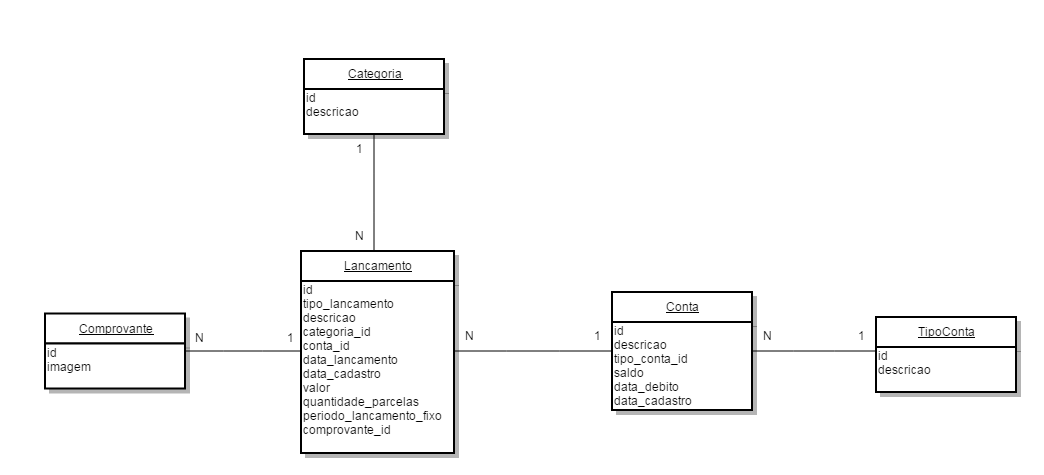 Categoria
id
descricao
1
N
Lancamento
id
tipo_lancamento
descricao
categoria_id
conta_id
data_lancamento
data_cadastro
valor
quantidade_parcelas
periodo_lancamento_fixo
comprovante_id
Comprovante
id
imagem
N
1
N
1
Conta
id
descricao
tipo_conta_id
saldo
data_debito
data_cadastro
N
1
TipoConta
id
descricao